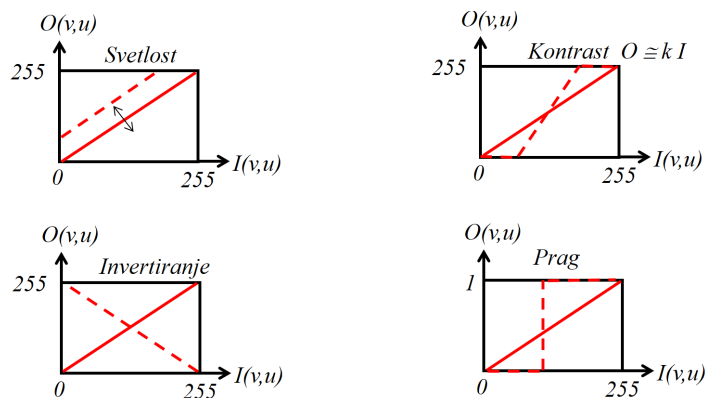 O(v,u)
Svetlost
255
0
255
I(v,u)
O(v,u)
Kontrast O ≅ k I
255
0
255
I(v,u)
O(v,u)
Invertiranje
255
0
255
I(v,u)
O(v,u)
Prag
1
0
255
I(v,u)